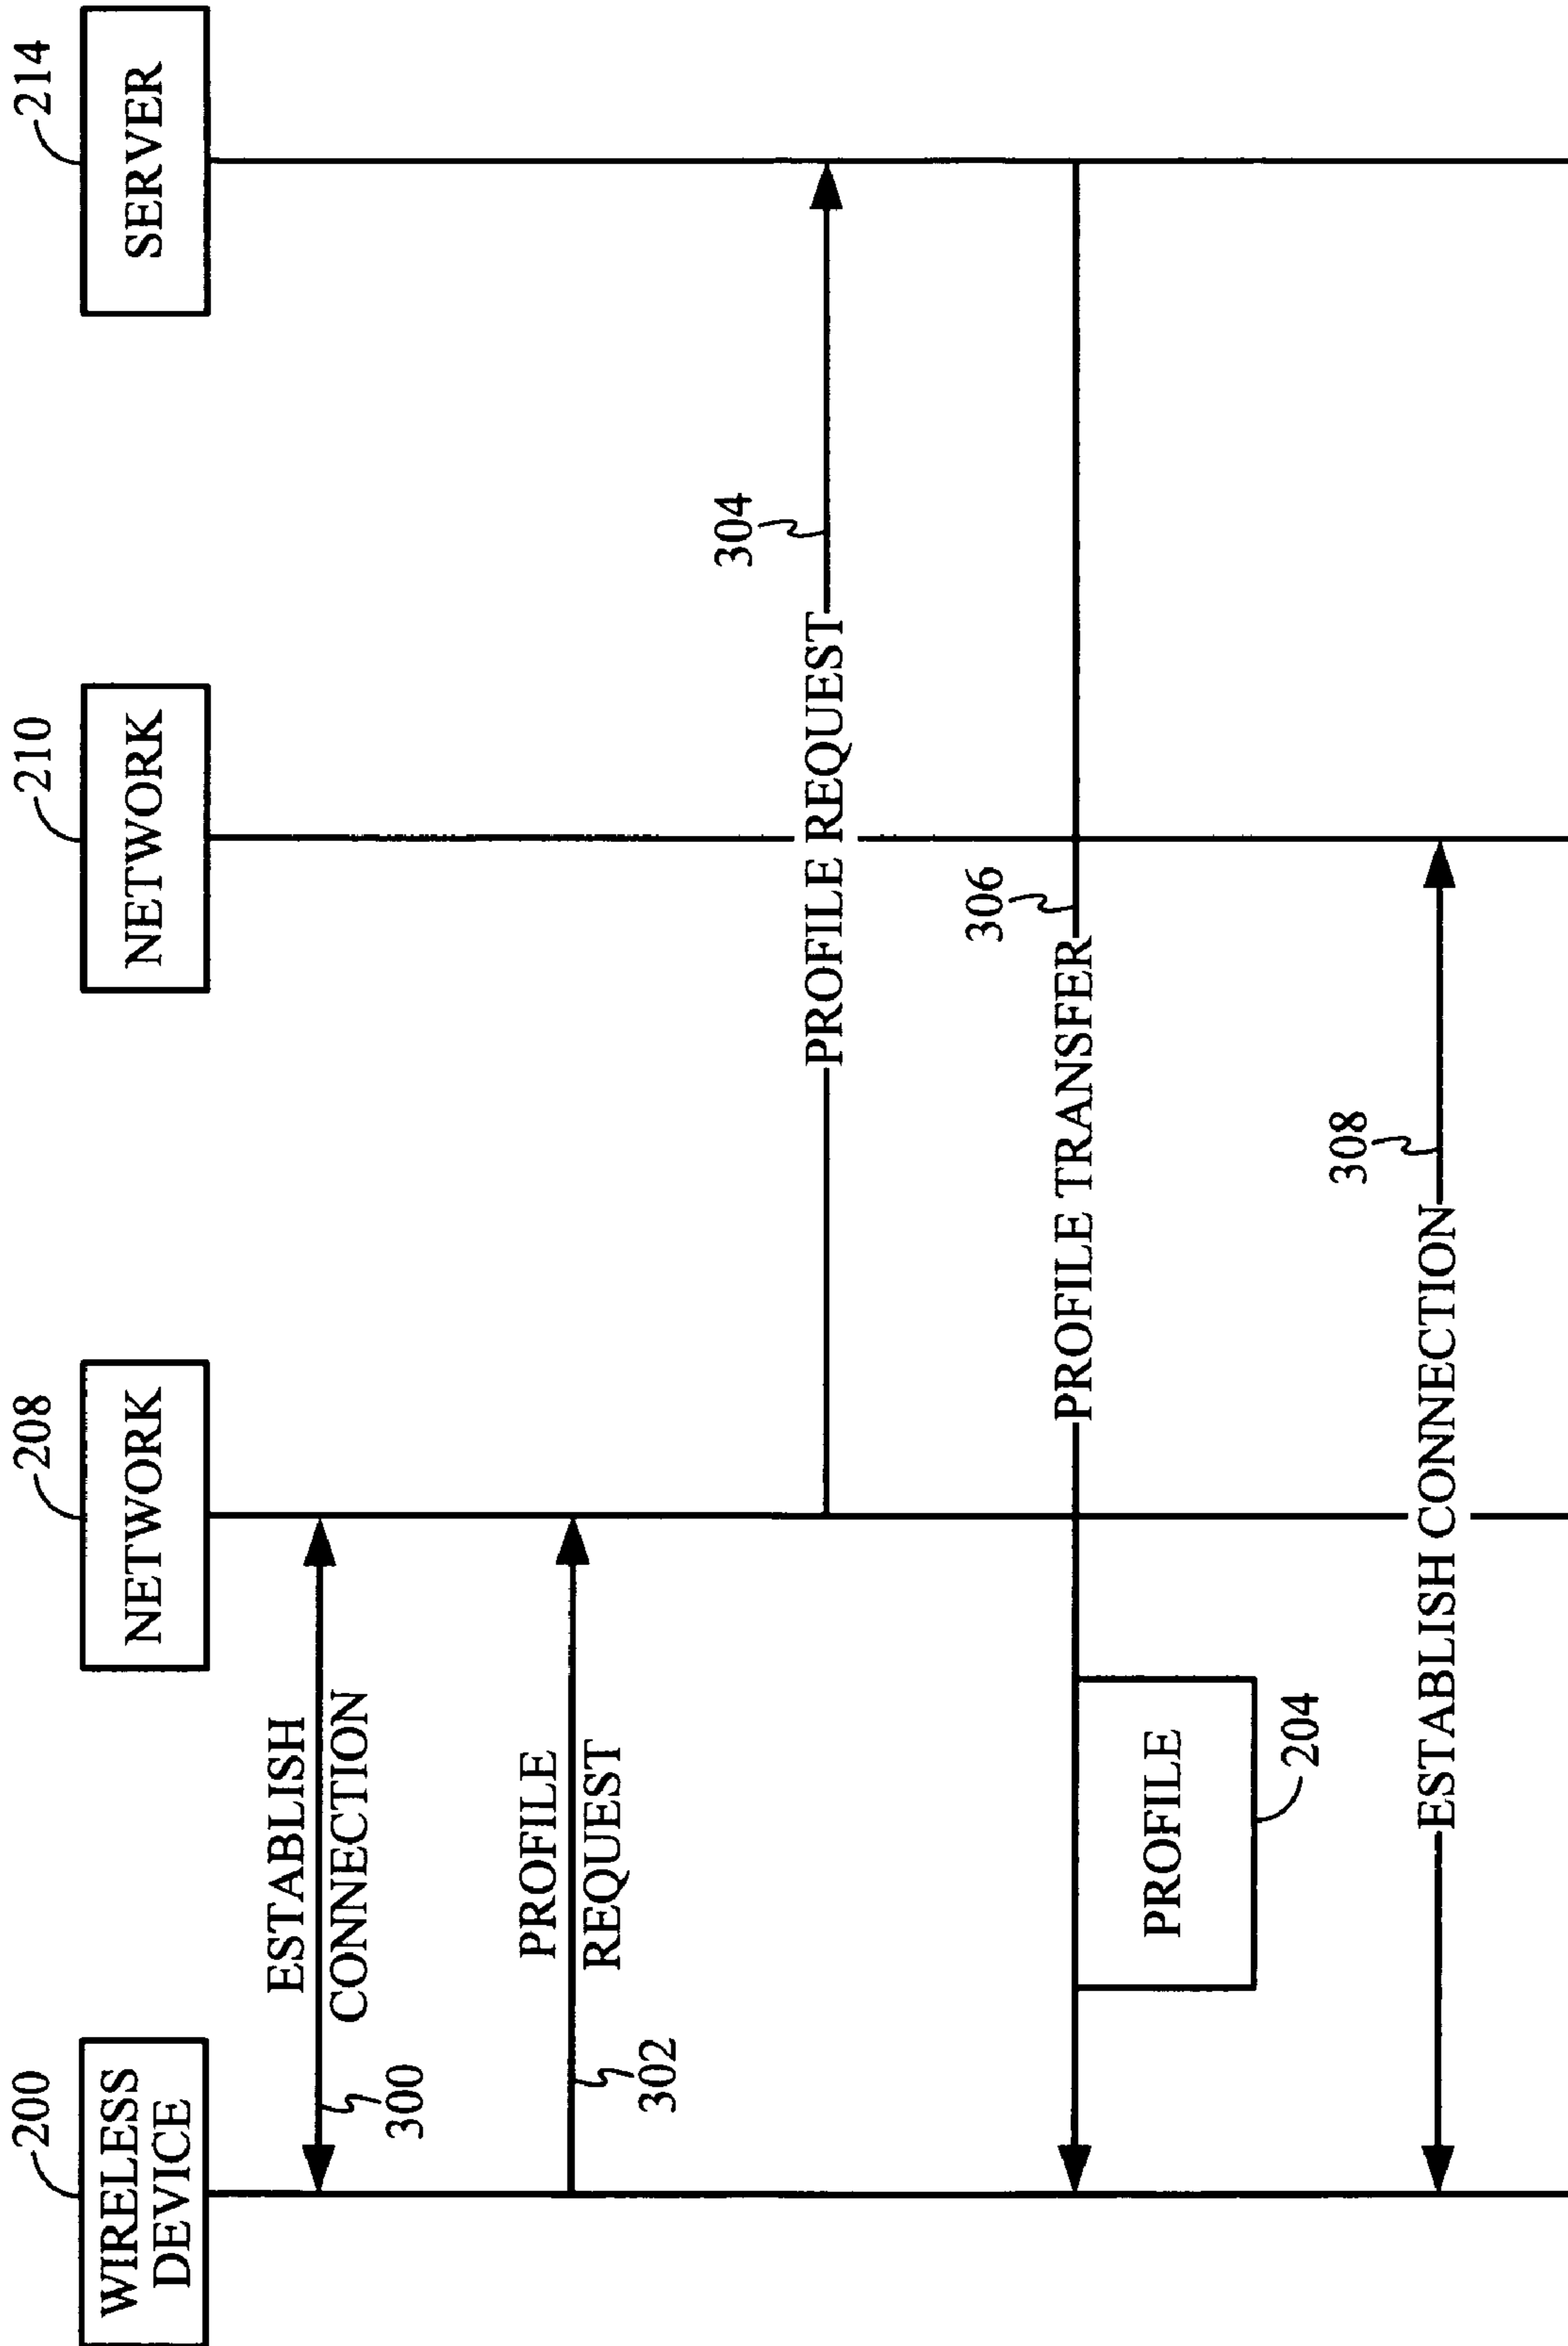 200
WIRELESS
DEVICE
208
NETWORK
210
NETWORK
214
SERVER
ESTABLISH
CONNECTION
300
PROFILE
REQUEST
302
304
PROFILE REQUEST
306
PROFILE TRANSFER
PROFILE
204
308
ESTABLISH CONNECTION